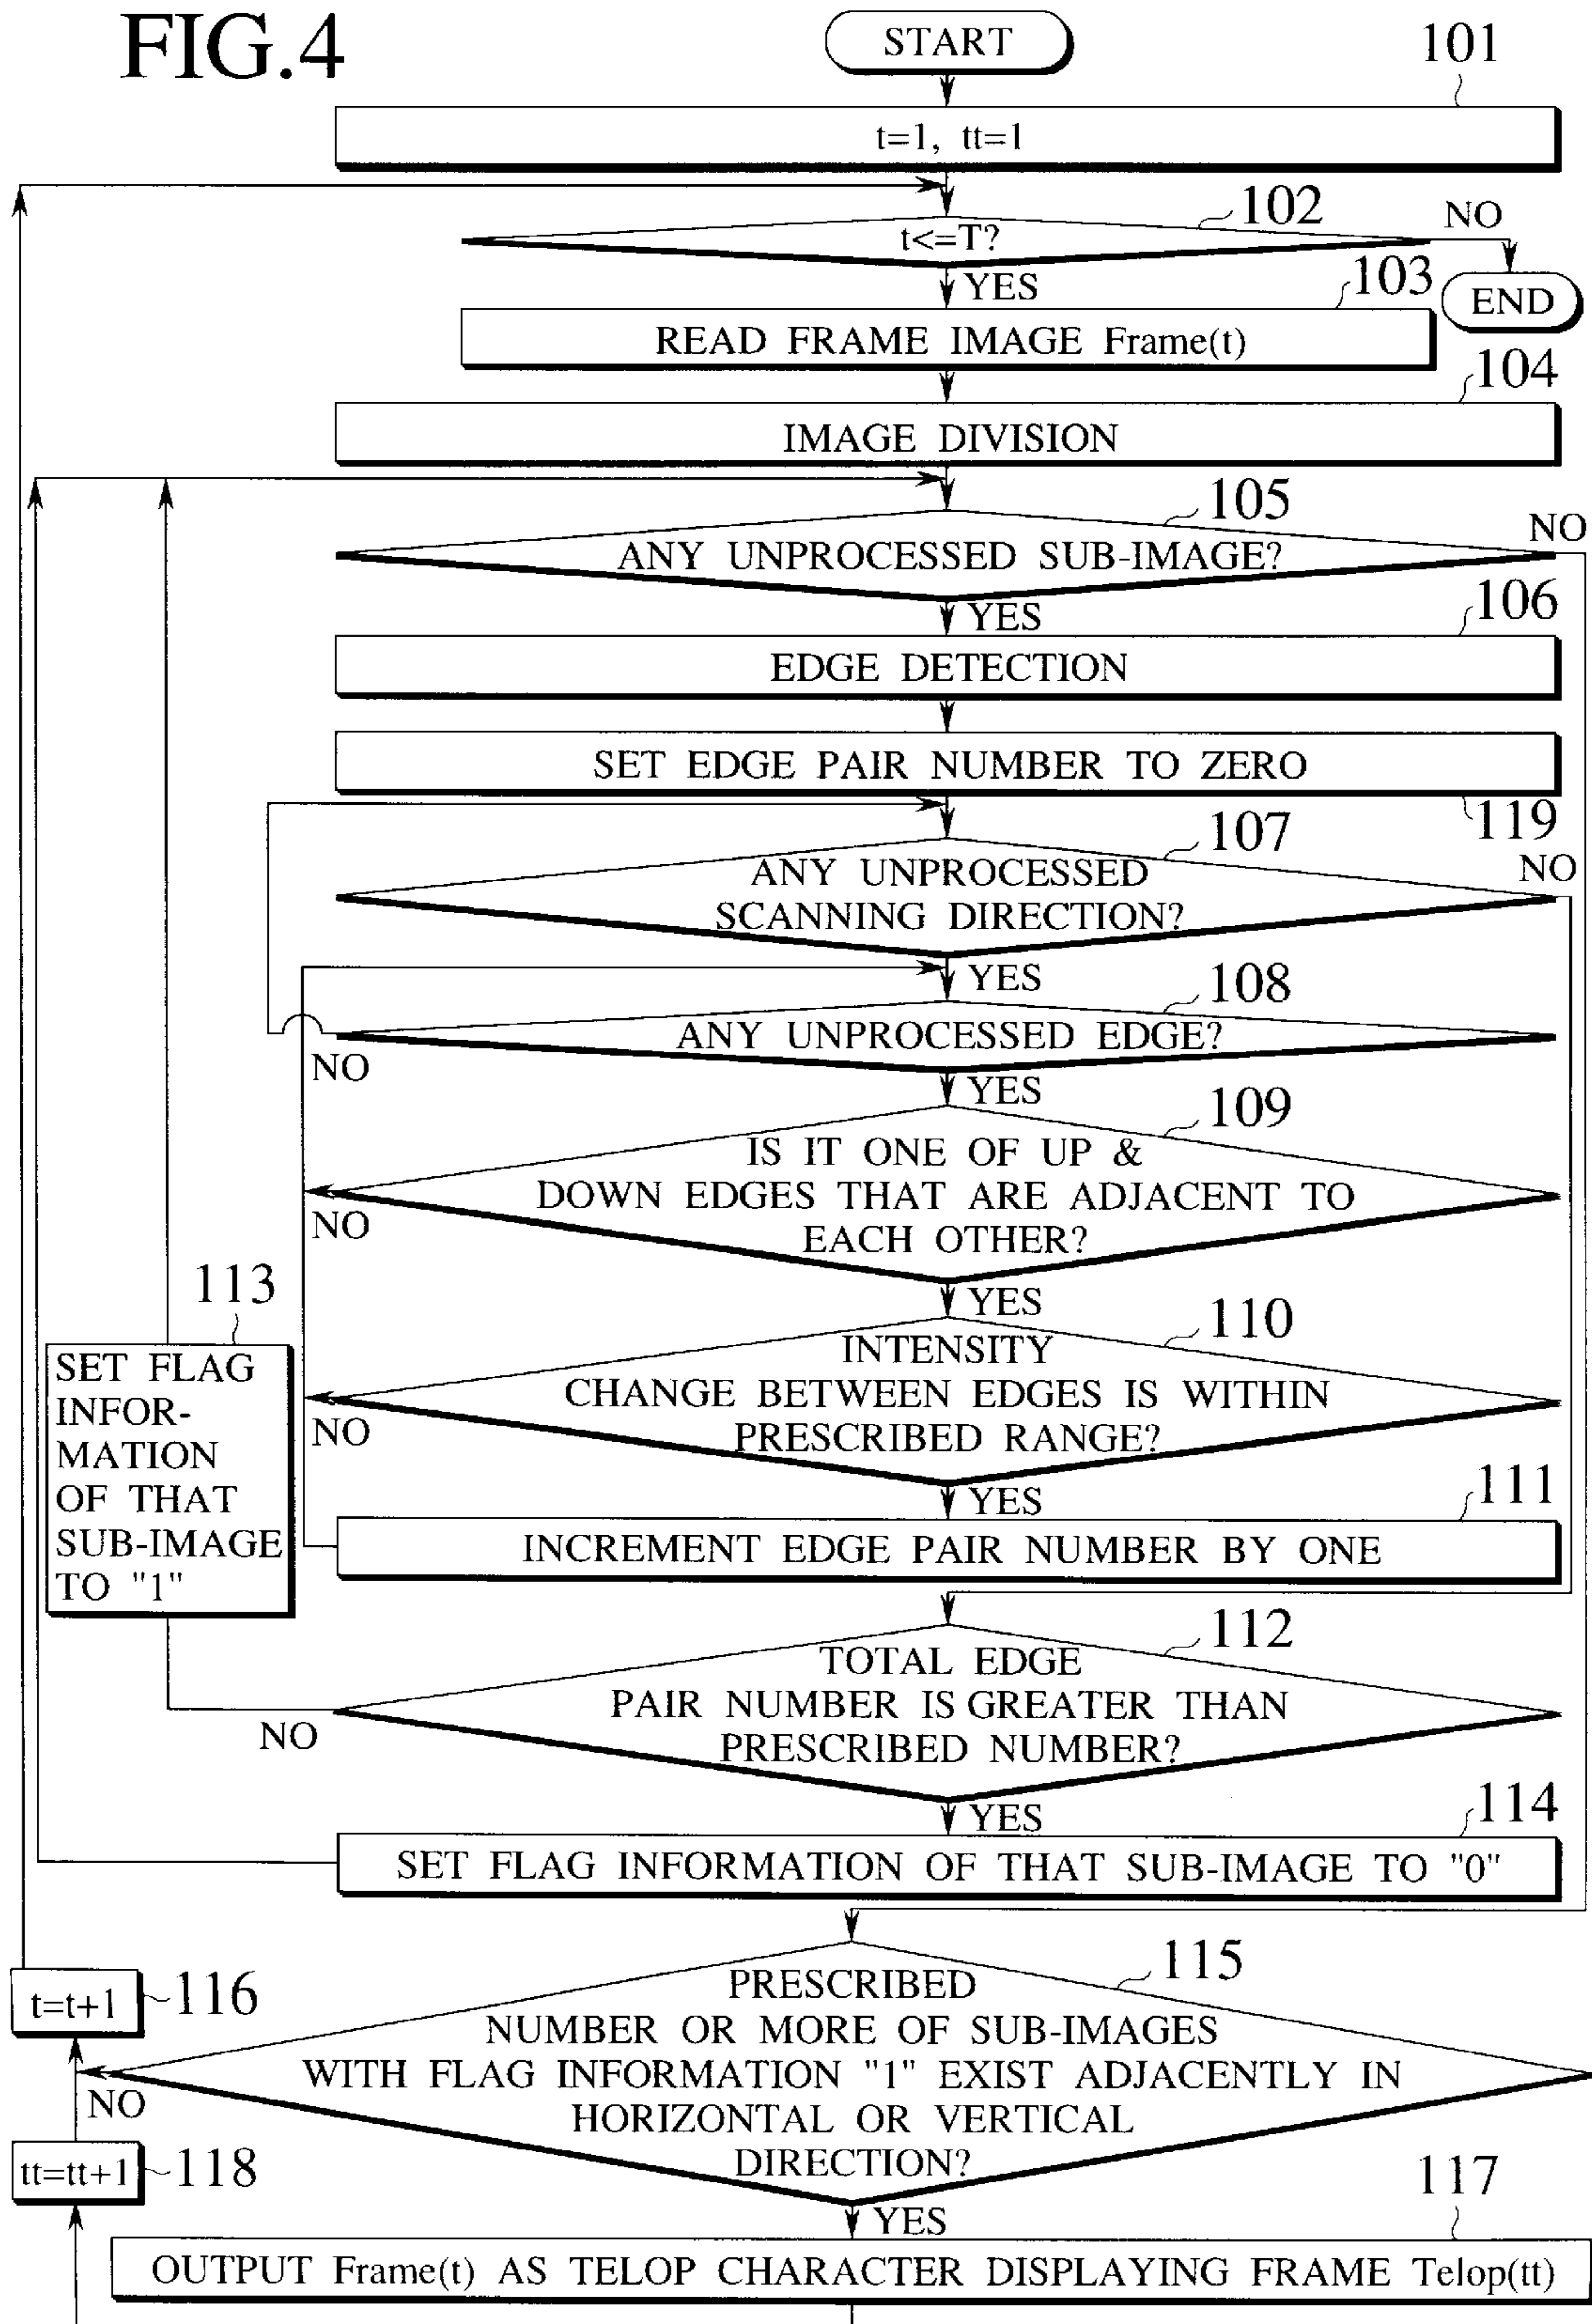 FIG.4
START
101
t=1, tt=1
102
NO
t<=T?
YES
103
END
READ FRAME IMAGE Frame(t)
104
IMAGE DIVISION
105
NO
ANY UNPROCESSED SUB-IMAGE?
YES
106
EDGE DETECTION
SET EDGE PAIR NUMBER TO ZERO
119
107
NO
ANY UNPROCESSED
SCANNING DIRECTION?
YES
108
ANY UNPROCESSED EDGE?
NO
YES
109
IS IT ONE OF UP &
DOWN EDGES THAT ARE ADJACENT TO
EACH OTHER?
NO
YES
110
INTENSITY
CHANGE BETWEEN EDGES IS WITHIN
PRESCRIBED RANGE?
NO
YES
111
INCREMENT EDGE PAIR NUMBER BY ONE
113
SET FLAG
INFOR-
MATION
OF THAT
SUB-IMAGE
TO "1"
112
TOTAL EDGE
PAIR NUMBER IS GREATER THAN
PRESCRIBED NUMBER?
NO
YES
114
SET FLAG INFORMATION OF THAT SUB-IMAGE TO "0"
115
PRESCRIBED
NUMBER OR MORE OF SUB-IMAGES
WITH FLAG INFORMATION "1" EXIST ADJACENTLY IN
HORIZONTAL OR VERTICAL
DIRECTION?
t=t+1
116
NO
tt=tt+1
118
YES
117
OUTPUT Frame(t) AS TELOP CHARACTER DISPLAYING FRAME Telop(tt)